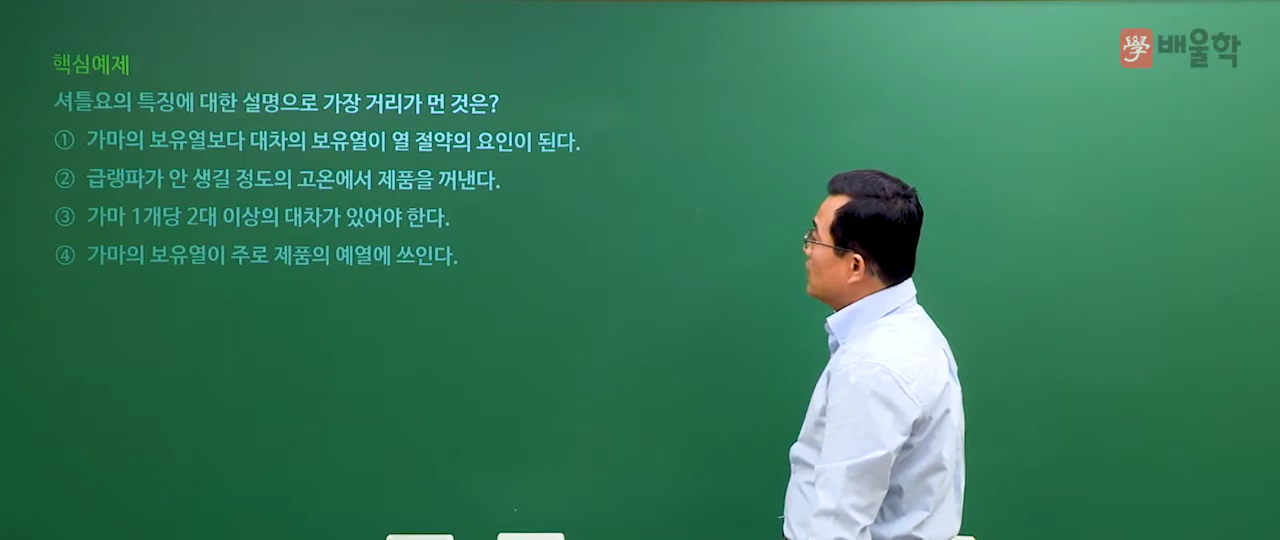 學 배울학
핵심예제
셔틀요의 특징에 대한 설명으로 가장 거리가 먼 것은?
① 가마의 보유열보다 대차의 보유열이 열 절약의 요인이 된다.
② 급랭파가 안 생길 정도의 고온에서 제품을 꺼낸다.
③ 가마 1개당 2대 이상의 대차가 있어야 한다.
④ 가마의 보유열이 주로 제품의 예열에 쓰인다.